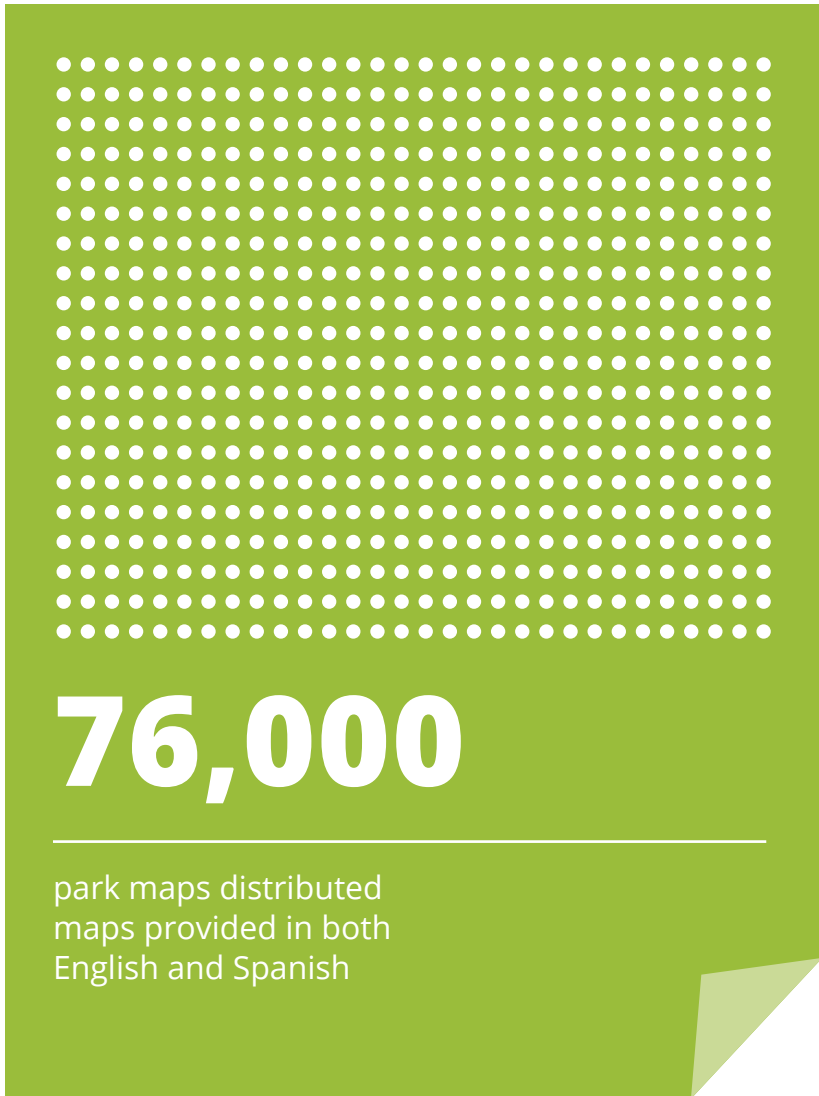 76,000
park maps distributed
maps provided in both
English and Spanish